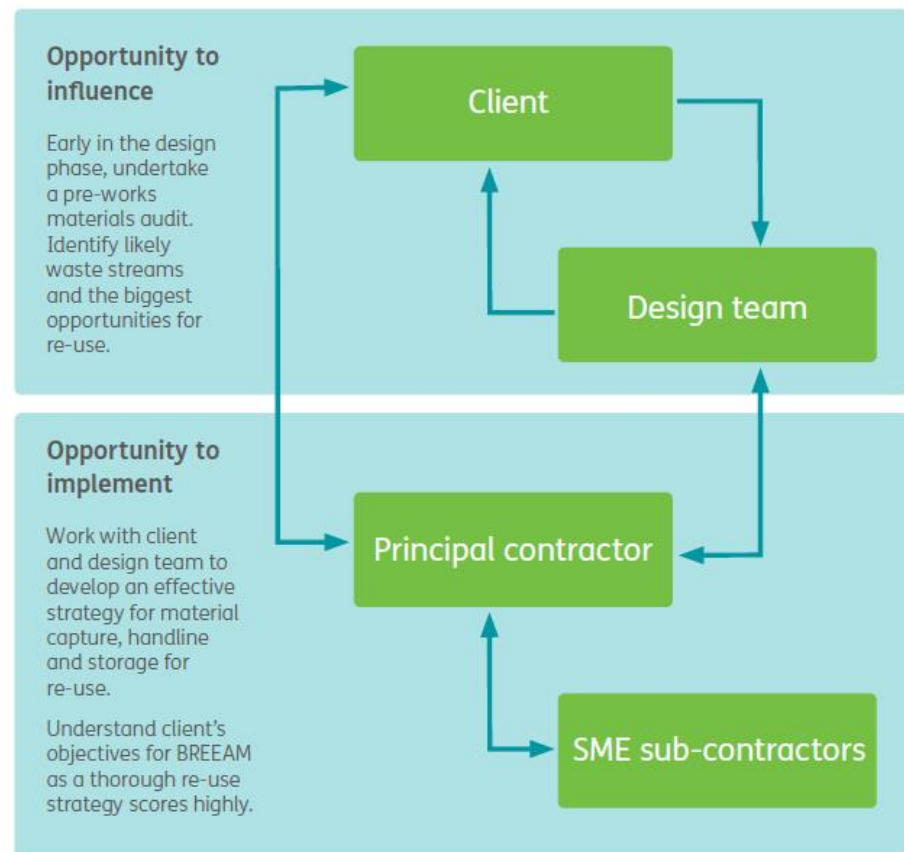 Opportunity to
influence
Early in the design
phase, undertake
a pre-works
materials audit.
Identify likely
waste streams
and the biggest
opportunities for
re-use.
Client
Design team
Opportunity to
implement
Work with client
and design team to
develop an effective
strategy for material
capture, handline
and storage for
re-use.
Understand client’s
objectives for BREEAM
as a thorough re-use
strategy scores highly.
Principal contractor
SME sub-contractors